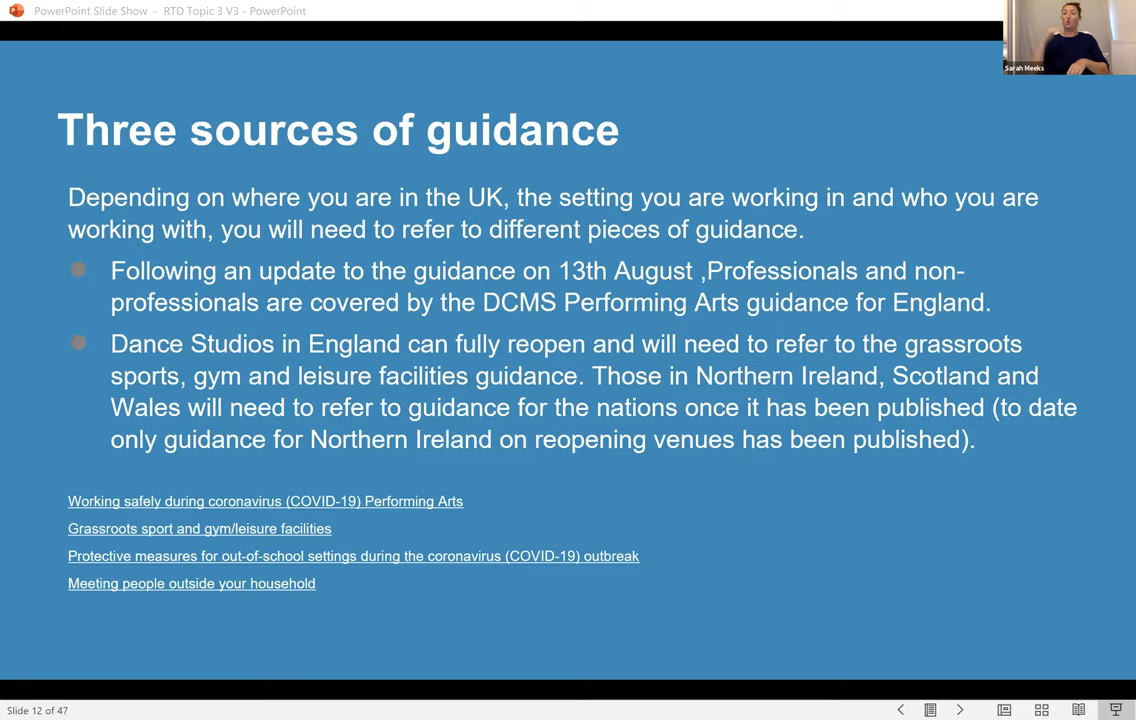 PowerPoint Slide Show - RTD Topic 3 V3 - PowerPoint
Sarah Meeks
Three sources of guidance
Depending on where you are in the UK, the setting you are working in and who you are
working with, you will need to refer to different pieces of guidance.
Following an update to the guidance on 13th August ,Professionals and non-
professionals are covered by the DCMS Performing Arts guidance for England.
Dance Studios in England can fully reopen and will need to refer to the grassroots
sports, gym and leisure facilities guidance. Those in Northern Ireland, Scotland and
Wales will need to refer to guidance for the nations once it has been published (to date
only guidance for Northern Ireland on reopening venues has been published).
Working safely during coronavirus (COVID-19) Performing Arts
Grassroots sport and gym/leisure facilities
Protective measures for out-of-school settings during the coronavirus (COVID-19) outbreak
Meeting people outside your household
Slide 12 of 47